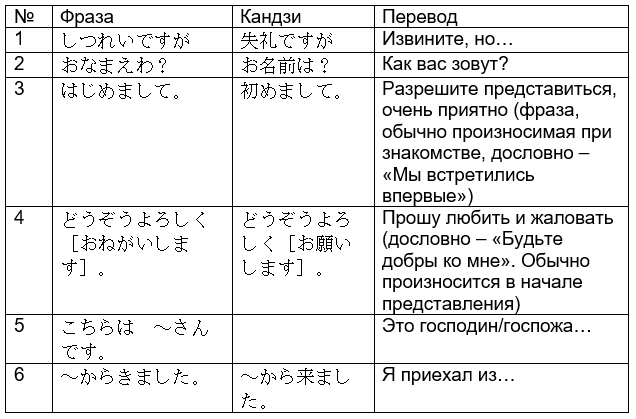 №
Фраза
Кандзи
Перевод
1
しつれいですが
失礼ですが
Извините, но…
2
おなまえわ？
お名前は？
Как вас зовут?
3
はじめまして。
初めまして。
Разрешите представиться,
очень приятно (фраза,
обычно произносимая при
знакомстве, дословно –
«Мы встретились
впервые»)
4
どうぞうよろしく
［おねがいしま
す］。
どうぞうよろ
しく［お願い
します］。
Прошу любить и жаловать
(дословно – «Будьте
добры ко мне». Обычно
произносится в начале
представления)
5
こちらは　～さん
です。
Это господин/госпожа…
6
～からきました。
～から来まし
た。
Я приехал из…